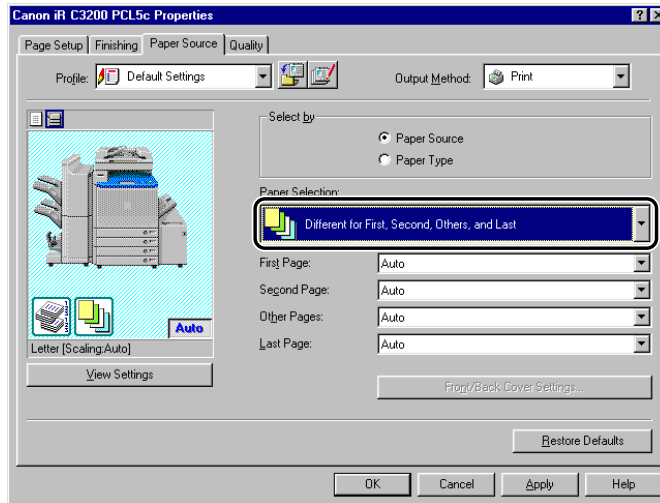 Canon iR C3200 PCL5c Properties
Page Setup Finishing Paper Source Quality
Profile: Default Settings Output Method: Print
Select by
Paper Source
Paper Type
Paper Selection:
Different for First, Second, Others, and Last
First Page: Auto
Second Page: Auto
Other Pages: Auto
Last Page: Auto
Auto
Letter [Scaling:Auto]
View Settings
Front/Back Cover Settings...
Restore Defaults
OK Cancel Apply Help